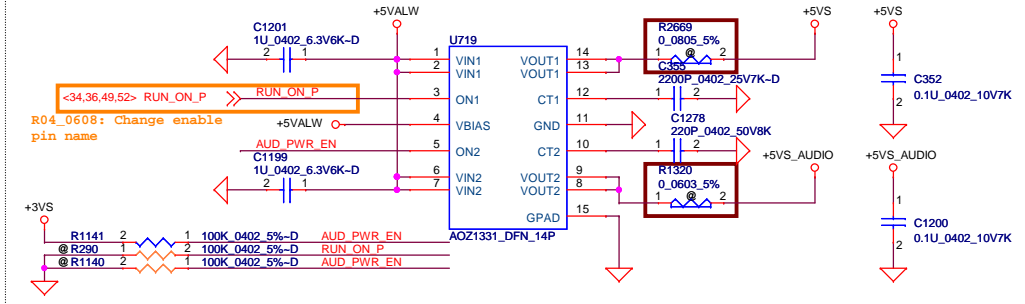 +5VALW
C1201
1U_0402_6.3V6K~D
2 1
U719
1 VIN1 VOUT1 14
2 VIN1 VOUT1 13
3 ON1 CT1 12
4 VBIAS GND 11
5 ON2 CT2 10
6 VIN2 VOUT2 9
7 VIN2 VOUT2 8
GPAD 15
AOZ1331_DFN_14P
<34,36,49,52> RUN_ON_P
RUN_ON_P
R04_0608: Change enable
pin name
+5VALW
AUD_PWR_EN
C1199
1U_0402_6.3V6K~D
2 1
+3VS
R1141 2 1 100K_0402_5%~D AUD_PWR_EN
@ R290 1 2 100K_0402_5%~D RUN_ON_P
@ R1140 2 1 100K_0402_5%~D AUD_PWR_EN
R2669
0_0805_5%
1 @ 2
+5VS
C355
2200P_0402_25V7K~D
1 2
C1278
220P_0402_50V8K
1 2
R1320
0_0603_5%
1 @ 2
+5VS_AUDIO
+5VS
1
C352
0.1U_0402_10V7K
2
+5VS_AUDIO
1
C1200
0.1U_0402_10V7K
2